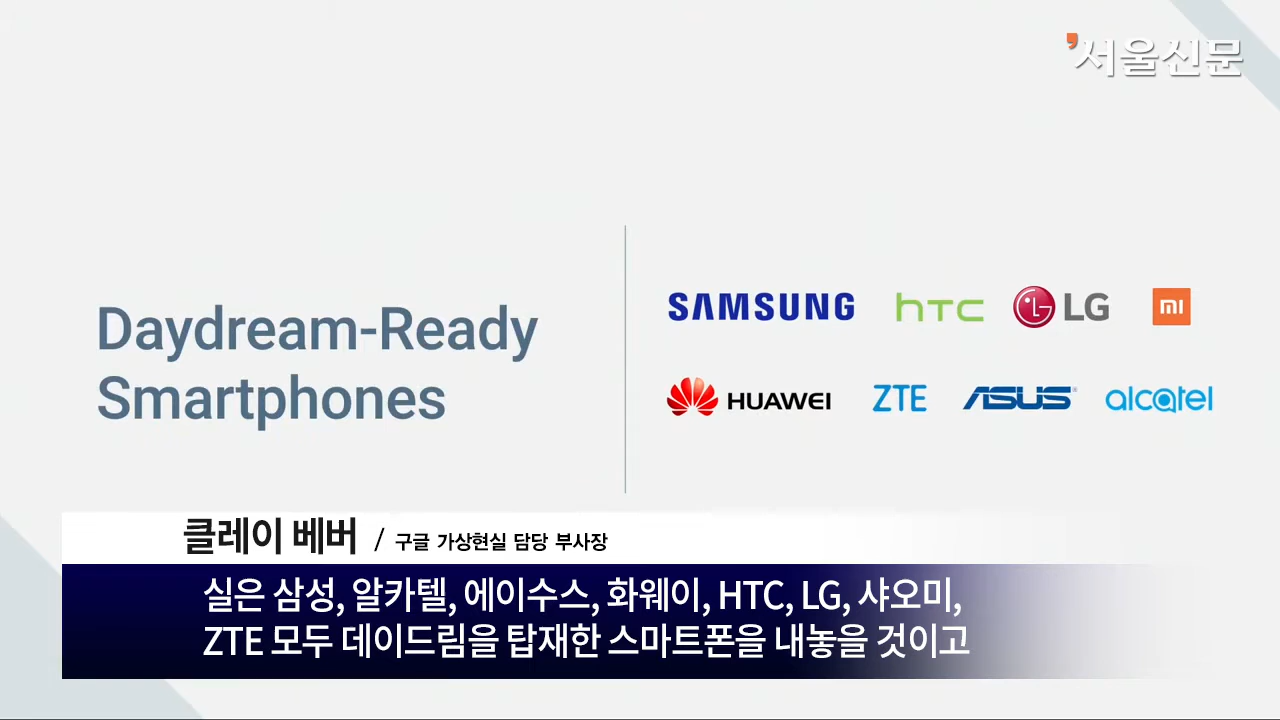 서울신문
Daydream-Ready
Smartphones
SAMSUNG hTC LG mi
HUAWEI ZTE ASUS alcatel
클레이 베버 / 구글 가상현실 담당 부사장
실은 삼성, 알카텔, 에이수스, 화웨이, HTC, LG, 샤오미,
ZTE 모두 데이드림을 탑재한 스마트폰을 내놓을 것이고